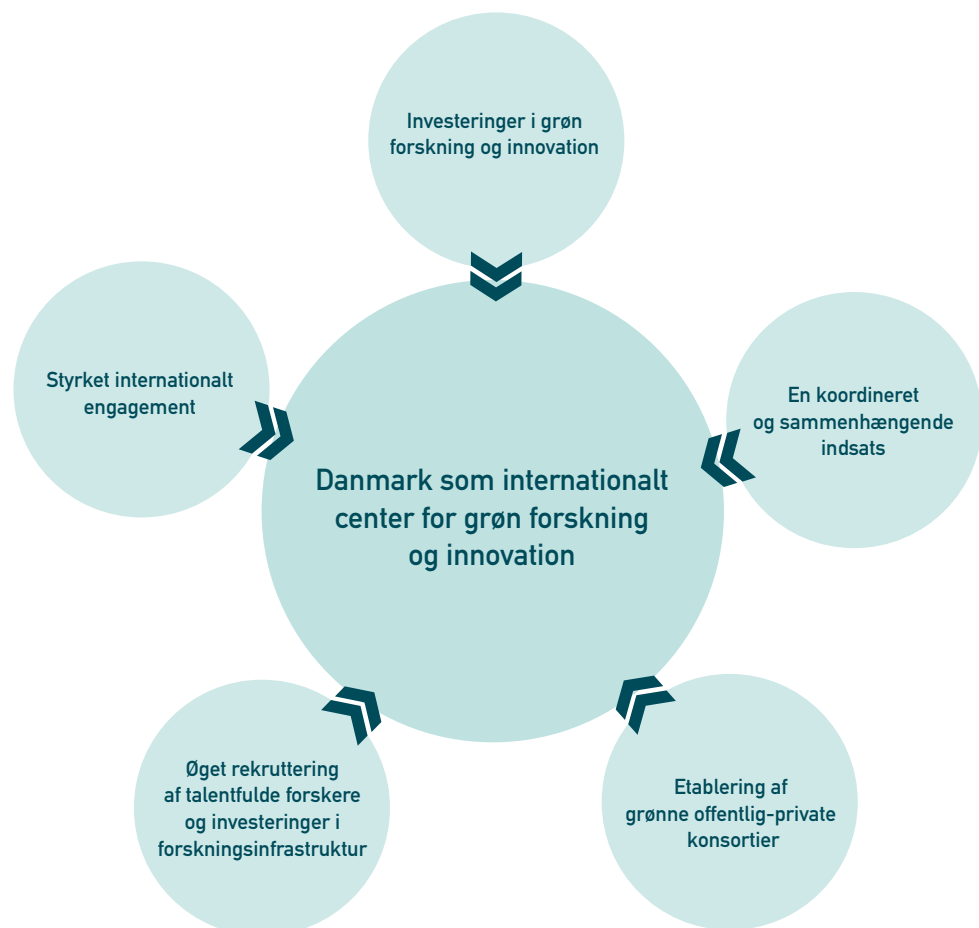 Investeringer i grøn
forskning og innovation
Styrket internationalt
engagement
En koordineret
og sammenhængende
indsats
Danmark som internationalt
center for grøn forskning
og innovation
Øget rekruttering
af talentfulde forskere
og investeringer i
forskningsinfrastruktur
Etablering af
grønne offentlig-private
konsortier